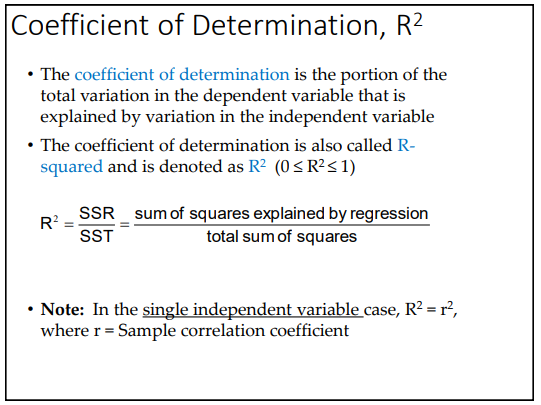 Coefficient of Determination, R²
• The coefficient of determination is the portion of the
total variation in the dependent variable that is
explained by variation in the independent variable
• The coefficient of determination is also called R-
squared and is denoted as R² (0 ≤ R² ≤ 1)
R² = SSR / SST = sum of squares explained by regression / total sum of squares
• Note: In the single independent variable case, R² = r²,
where r = Sample correlation coefficient